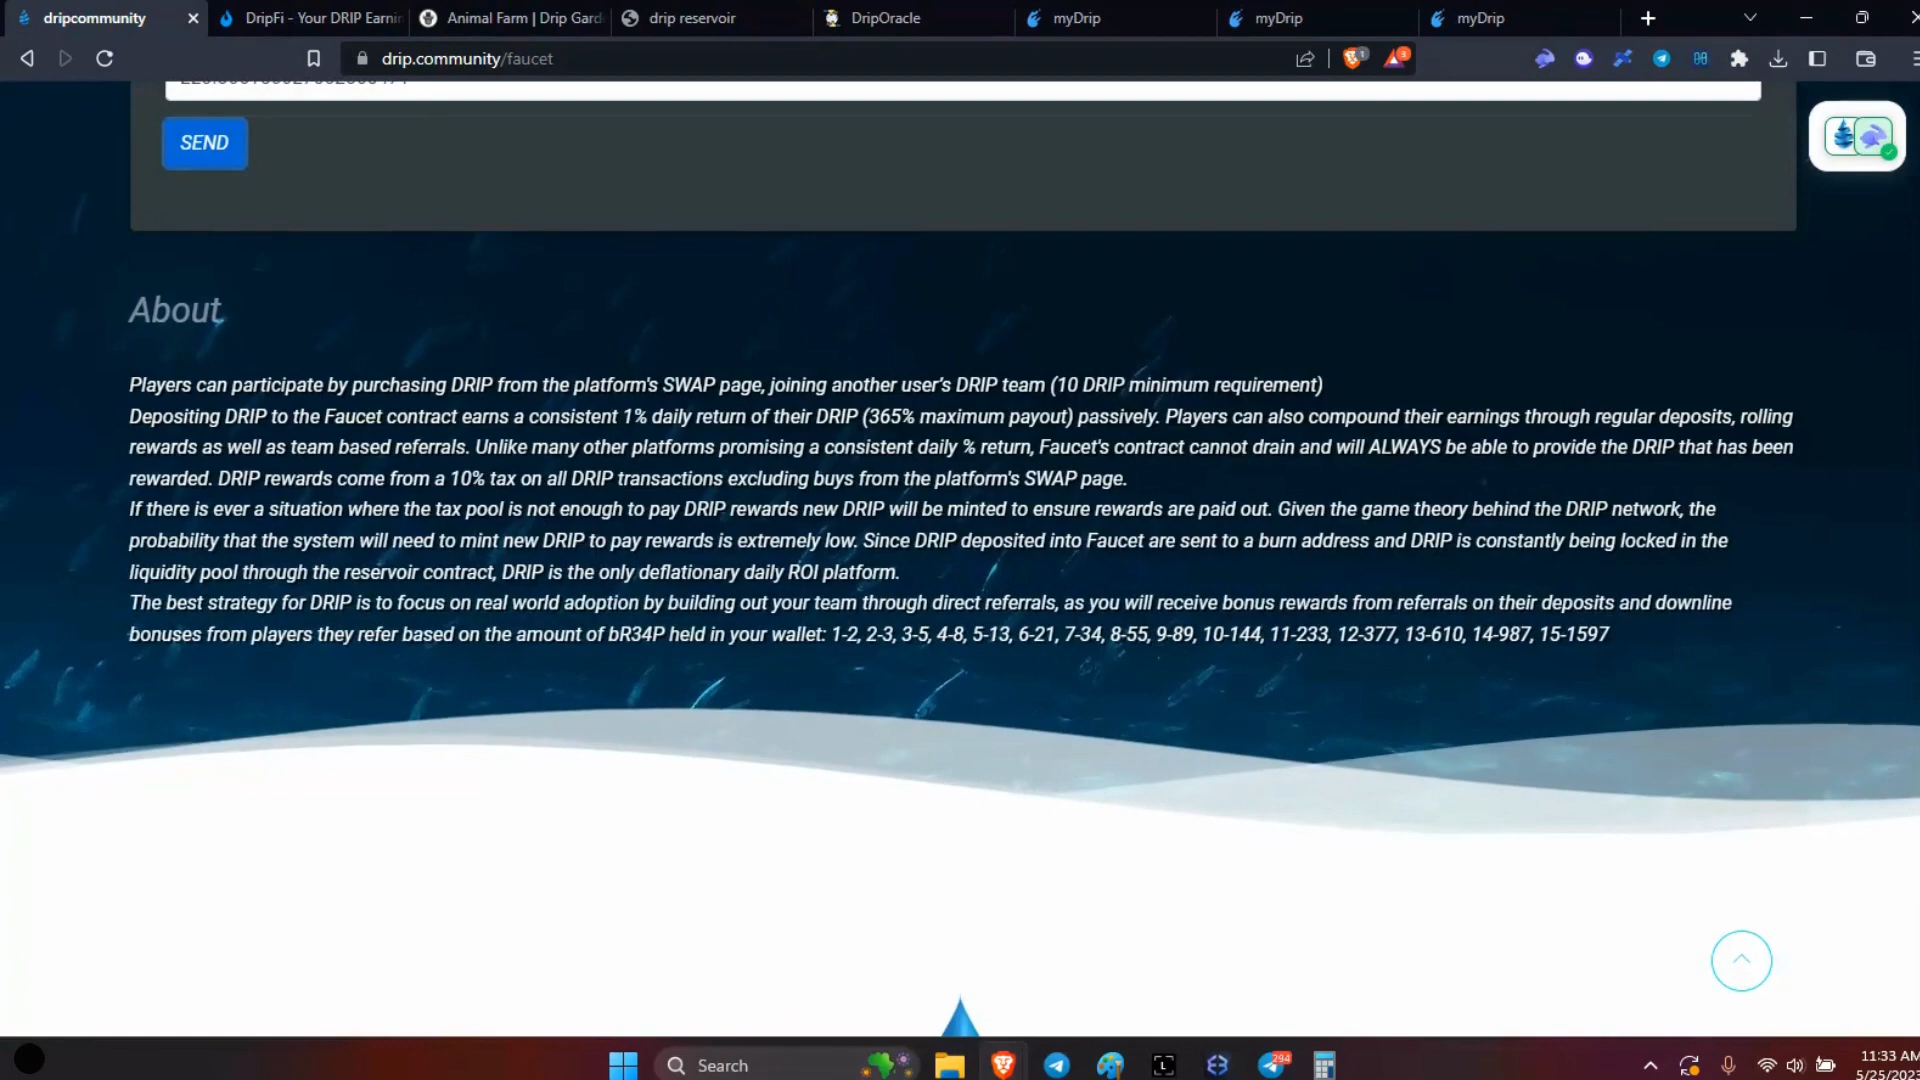 dripcommunity
DripFi - Your DRIP Earnin
Animal Farm | Drip Gard
drip reservoir
DripOracle
myDrip
myDrip
myDrip
drip.community/faucet
1
3
SEND
About
Players can participate by purchasing DRIP from the platform's SWAP page, joining another user's DRIP team (10 DRIP minimum requirement)
Depositing DRIP to the Faucet contract earns a consistent 1% daily return of their DRIP (365% maximum payout) passively. Players can also compound their earnings through regular deposits, rolling
rewards as well as team based referrals. Unlike many other platforms promising a consistent daily % return, Faucet's contract cannot drain and will ALWAYS be able to provide the DRIP that has been
rewarded. DRIP rewards come from a 10% tax on all DRIP transactions excluding buys from the platform's SWAP page.
If there is ever a situation where the tax pool is not enough to pay DRIP rewards new DRIP will be minted to ensure rewards are paid out. Given the game theory behind the DRIP network, the
probability that the system will need to mint new DRIP to pay rewards is extremely low. Since DRIP deposited into Faucet are sent to a burn address and DRIP is constantly being locked in the
liquidity pool through the reservoir contract, DRIP is the only deflationary daily ROI platform.
The best strategy for DRIP is to focus on real world adoption by building out your team through direct referrals, as you will receive bonus rewards from referrals on their deposits and downline
bonuses from players they refer based on the amount of bR34P held in your wallet: 1-2, 2-3, 3-5, 4-8, 5-13, 6-21, 7-34, 8-55, 9-89, 10-144, 11-233, 12-377, 13-610, 14-987, 15-1597
Search
294
11:33 AM
5/25/2023